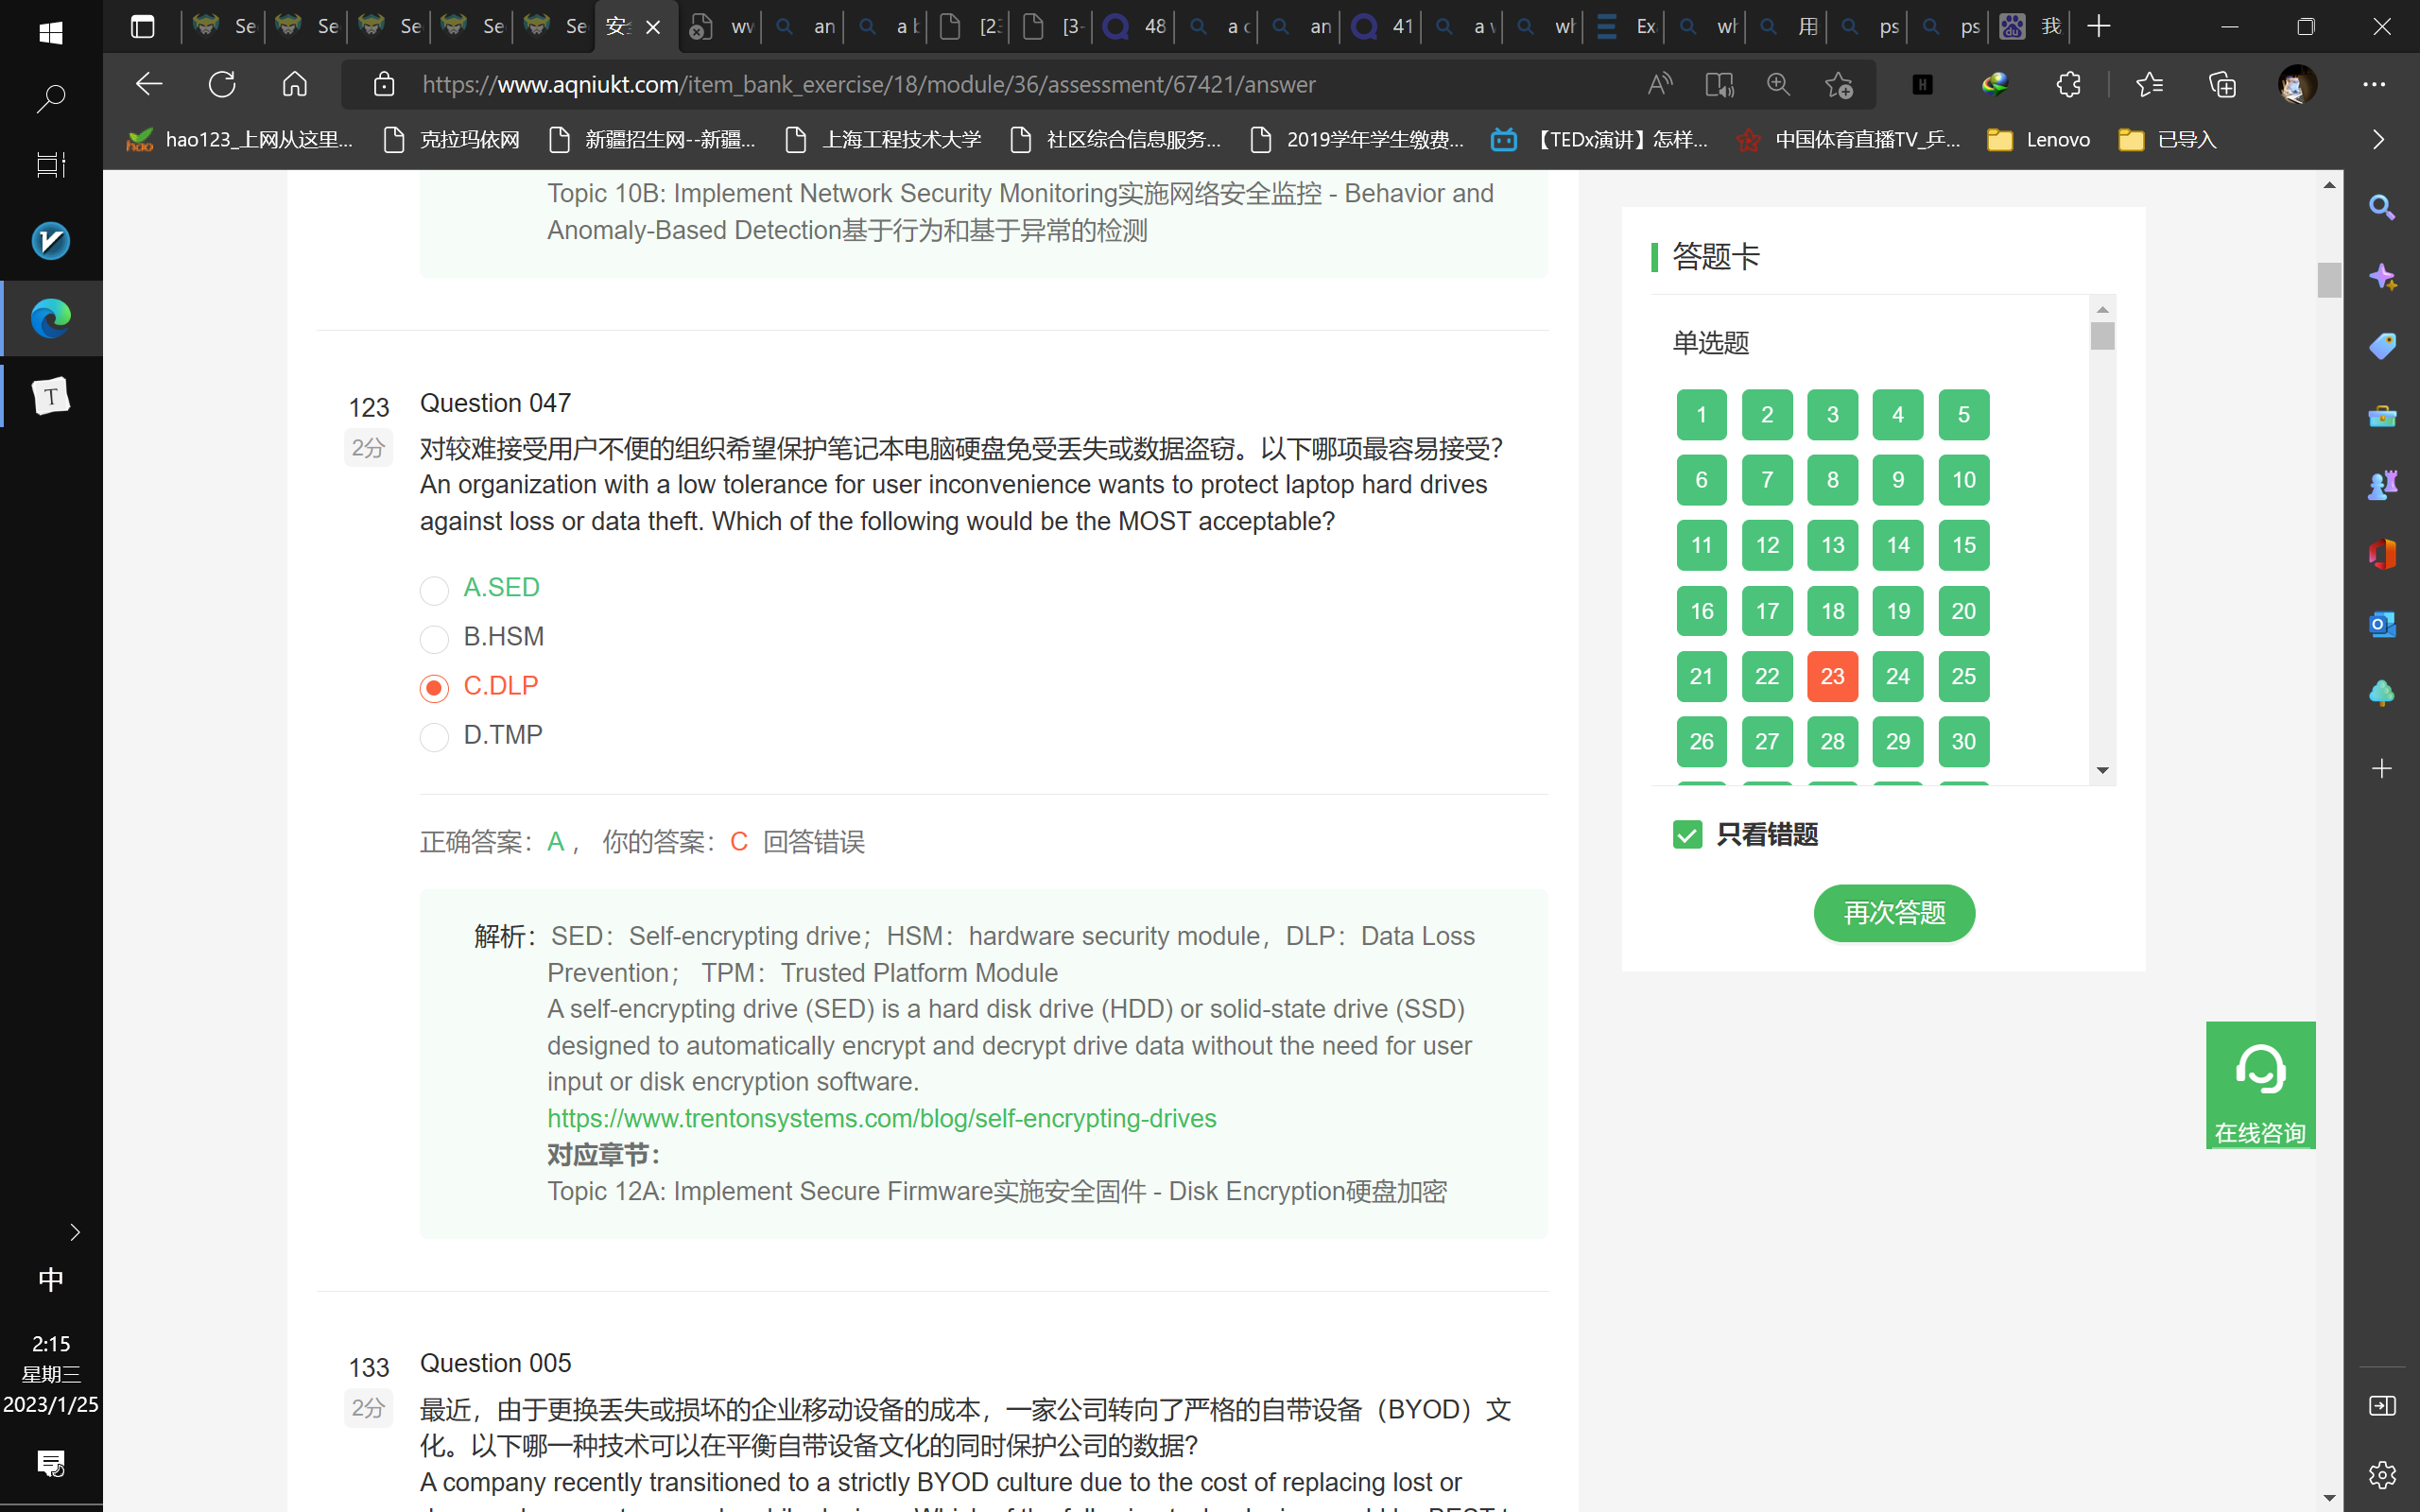 Se
Se
Se
Se
Se
安全
wv
an
a b
[23
[3-
48
a c
an
41
a v
wh
Ex
wh
用
ps
ps
我
https://www.aqniukt.com/item_bank_exercise/18/module/36/assessment/67421/answer
hao123_上网从这里...
克拉玛依网
新疆招生网--新疆...
上海工程技术大学
社区综合信息服务...
2019学年学生缴费...
【TEDx演讲】怎样...
中国体育直播TV_乒...
Lenovo
已导入
Topic 10B: Implement Network Security Monitoring实施网络安全监控 - Behavior and
Anomaly-Based Detection基于行为和基于异常的检测
123
Question 047
2分
对较难接受用户不便的组织希望保护笔记本电脑硬盘免受丢失或数据盗窃。以下哪项最容易接受？
An organization with a low tolerance for user inconvenience wants to protect laptop hard drives
against loss or data theft. Which of the following would be the MOST acceptable?
A.SED
B.HSM
C.DLP
D.TMP
正确答案：A， 你的答案：C 回答错误
解析：SED：Self-encrypting drive；HSM：hardware security module，DLP：Data Loss
Prevention； TPM：Trusted Platform Module
A self-encrypting drive (SED) is a hard disk drive (HDD) or solid-state drive (SSD)
designed to automatically encrypt and decrypt drive data without the need for user
input or disk encryption software.
https://www.trentonsystems.com/blog/self-encrypting-drives
对应章节：
Topic 12A: Implement Secure Firmware实施安全固件 - Disk Encryption硬盘加密
133
Question 005
2分
最近，由于更换丢失或损坏的企业移动设备的成本，一家公司转向了严格的自带设备（BYOD）文
化。以下哪一种技术可以在平衡自带设备文化的同时保护公司的数据？
A company recently transitioned to a strictly BYOD culture due to the cost of replacing lost or
答题卡
单选题
1 2 3 4 5
6 7 8 9 10
11 12 13 14 15
16 17 18 19 20
21 22 23 24 25
26 27 28 29 30
只看错题
再次答题
在线咨询
中
2:15
星期三
2023/1/25